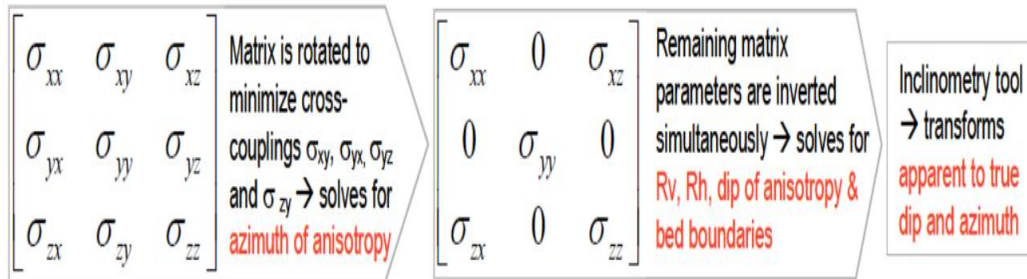 σxx σxy σxz
σyx σyy σyz
σzx σzy σzz
Matrix is rotated to
minimize cross-
couplings σxy, σyx, σyz
and σ zy → solves for
azimuth of anisotropy
σxx 0 σxz
0 σyy 0
σzx 0 σzz
Remaining matrix
parameters are inverted
simultaneously → solves for
Rv, Rh, dip of anisotropy &
bed boundaries
Inclinometry tool
→ transforms
apparent to true
dip and azimuth